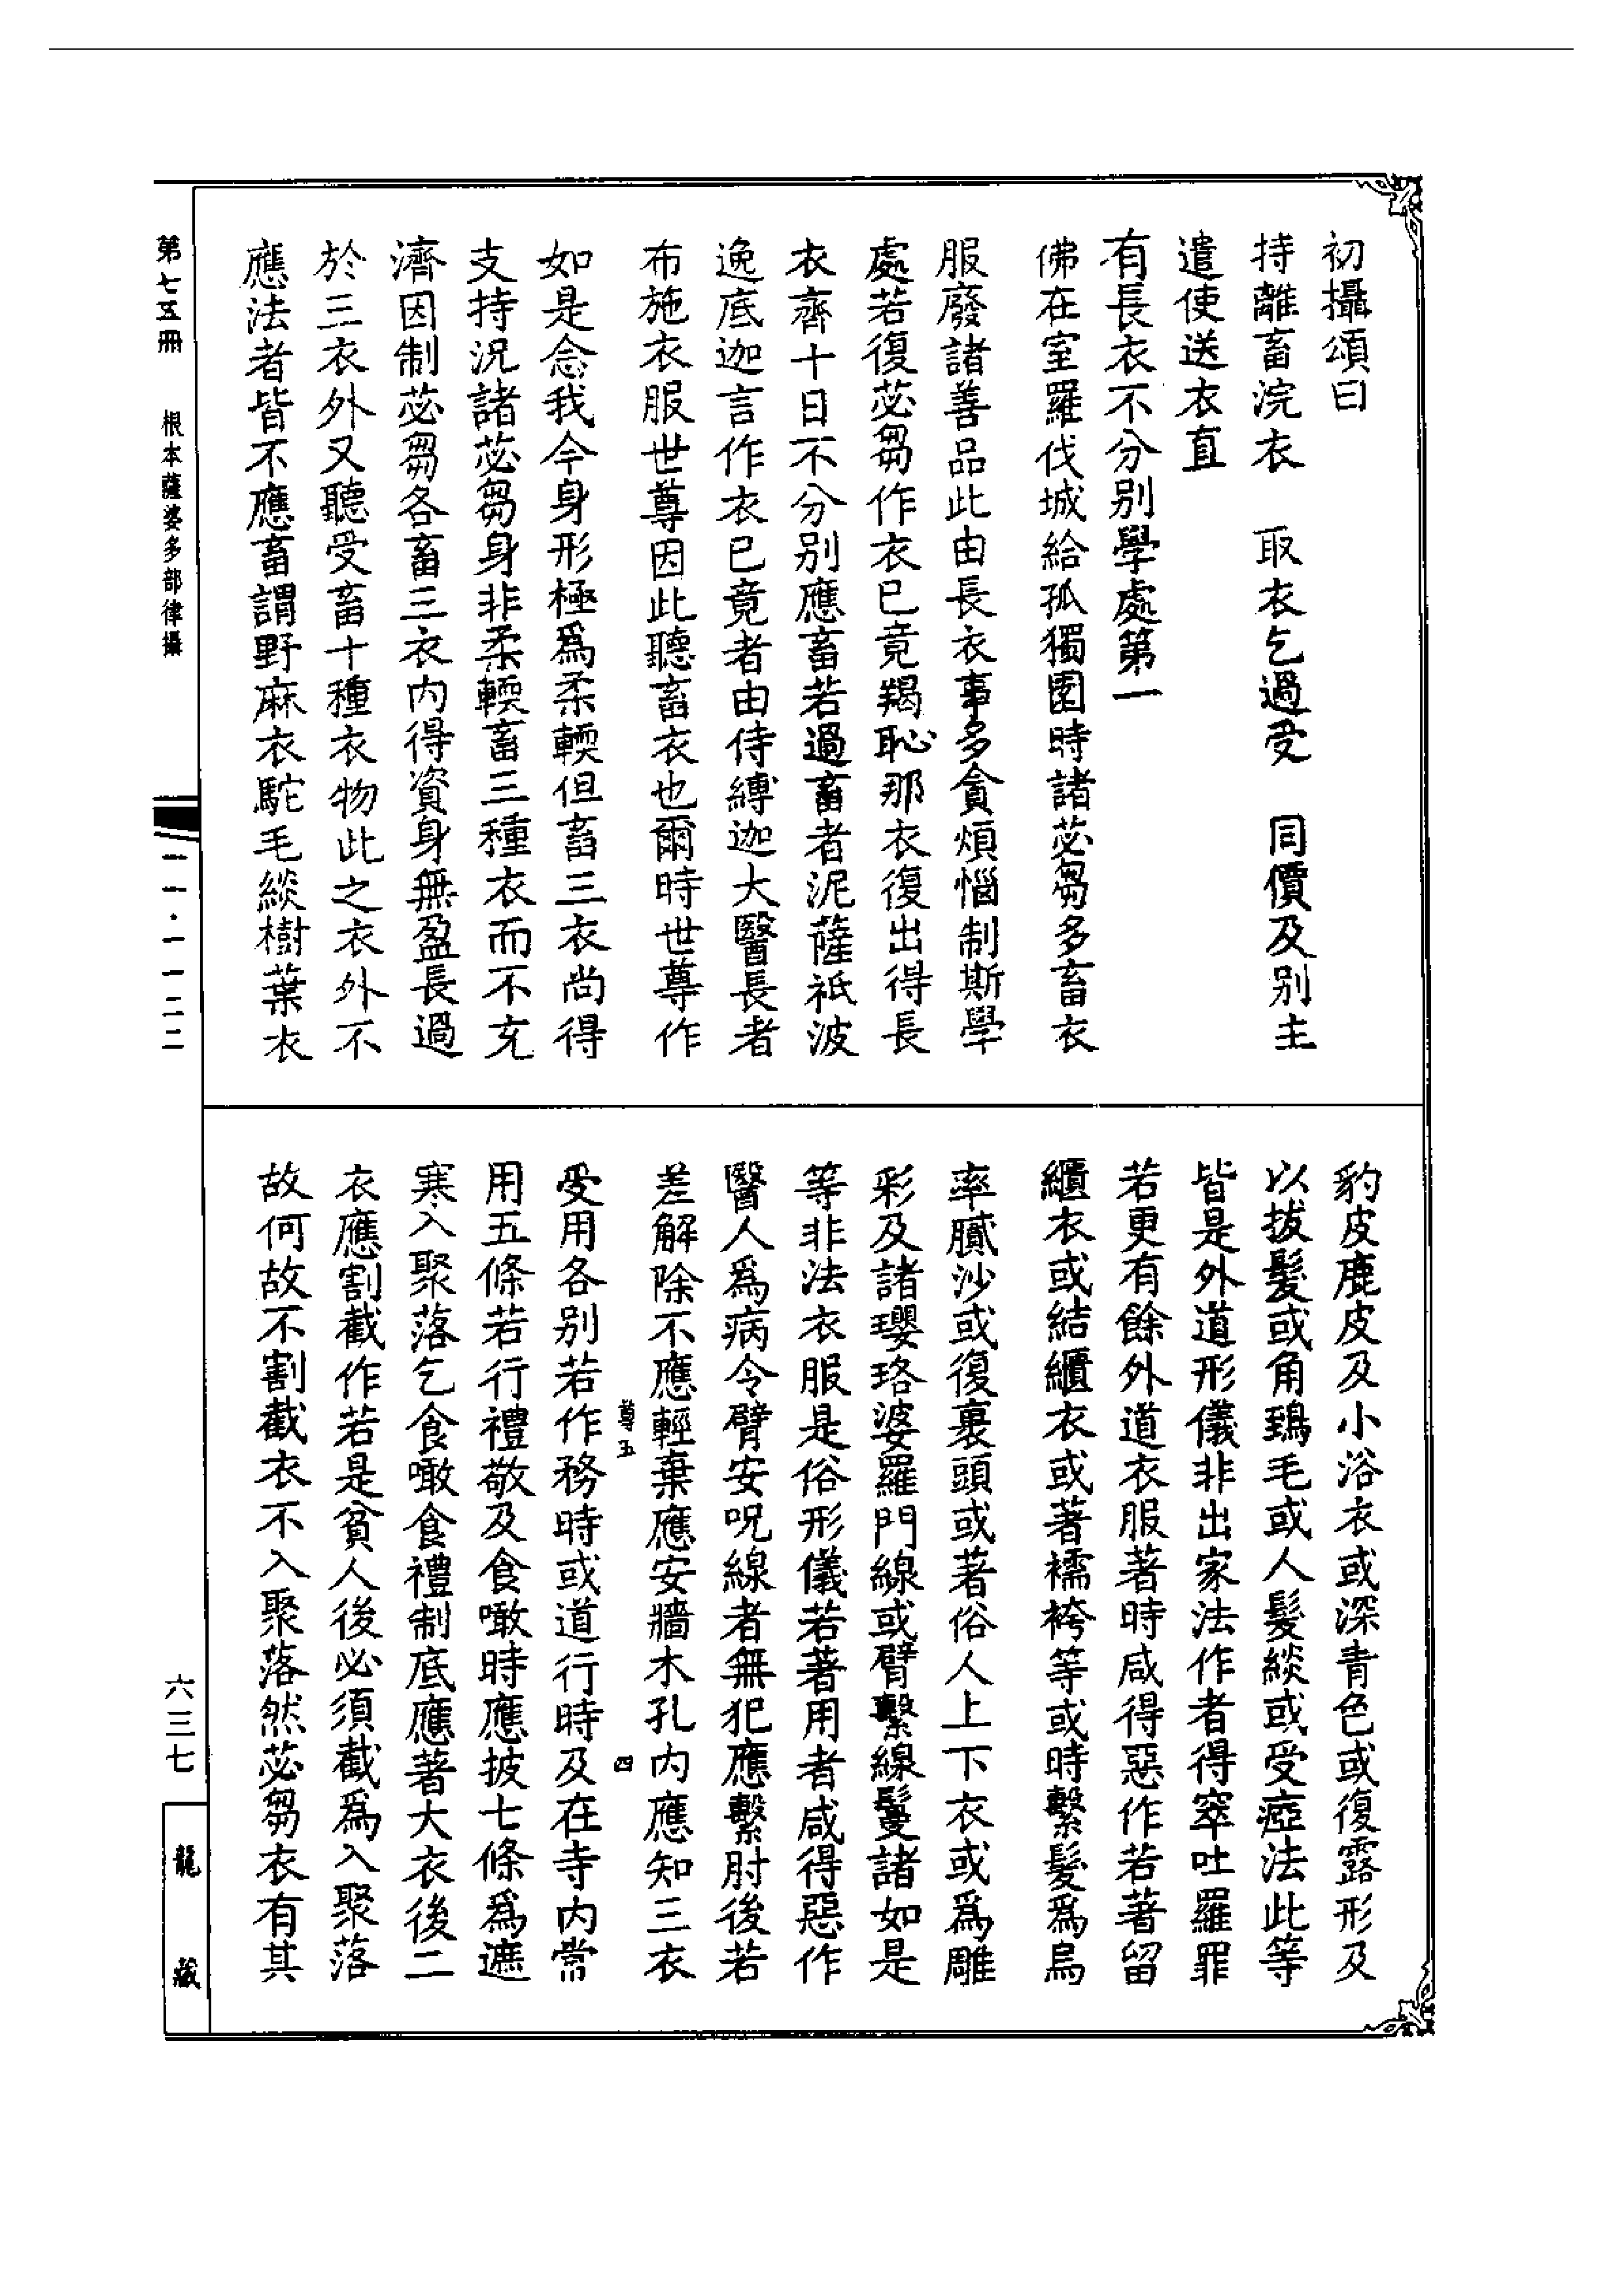 初攝頌曰
持離畜浣衣　取衣乞過受　同價及别主
遣使送衣直
有長衣不分别學處第一
佛在室羅伐城給孤獨園時諸苾芻多畜衣
服廢諸善品此由長衣事多貪煩惱制斯學
處若復苾芻作衣已竟羯恥那衣復出得長
衣齊十日不分别應畜若過畜者泥薩祇波
逸底迦言作衣已竟者由侍縛迦大醫長者
布施衣服世尊因此聽畜衣也爾時世尊作
如是念我今身形極爲柔輭但畜三衣尚得
支持況諸苾芻身非柔輭畜三種衣而不充
濟因制苾芻各畜三衣内得資身無盈長過
於三衣外又聽受畜十種衣物此之衣外不
應法者皆不應畜謂野麻衣駝毛緂樹葉衣
豹皮鹿皮及小浴衣或深青色或復露形及
以拔髮或角鵄毛或人髮緂或受瘂法此等
皆是外道形儀非出家法作者得窣吐羅罪
若更有餘外道衣服著時咸得惡作若著留
纙衣或結纙衣或著襦袴等或時繫髮爲烏
率膩沙或復裹頭或著俗人上下衣或爲雕
彩及諸瓔珞婆羅門線或臂繫線鬘諸如是
等非法衣服是俗形儀若著用者咸得惡作
醫人爲病令臂安呪線者無犯應繫肘後若
差解除不應輕棄應安牆木孔内應知三衣
尊五
四
受用各别若作務時或道行時及在寺内常
用五條若行禮敬及食噉時應披七條爲遮
寒入聚落乞食噉食禮制底應著大衣後二
衣應割截作若是貧人後必須截爲入聚落
故何故不割截衣不入聚落然苾芻衣有其
第七五冊　根本薩婆多部律攝
一一·一一二二
六三七
龍藏